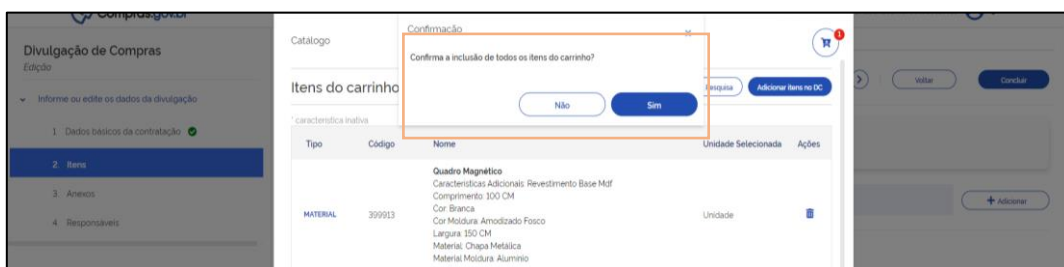 Compras.gov.br
Divulgação de Compras
Edição
Informe ou edite os dados da divulgação
1. Dados básicos da contratação
2. Itens
3. Anexos
4. Responsáveis
Catálogo
Confirmação
×
1
Confirma a inclusão de todos os itens do carrinho?
Não
Sim
Itens do carrinho
Pesquisa
Adicionar itens no DC
Voltar
Concluir
* característica inativa
Tipo Código Nome Unidade Selecionada Ações
MATERIAL 399913 Unidade
Quadro Magnético
Características Adicionais: Revestimento Base Mdf
Comprimento: 100 CM
Cor: Branca
Cor Moldura: Amodizado Fosco
Largura: 150 CM
Material: Chapa Metálica
Material Moldura: Alumínio
+ Adicionar